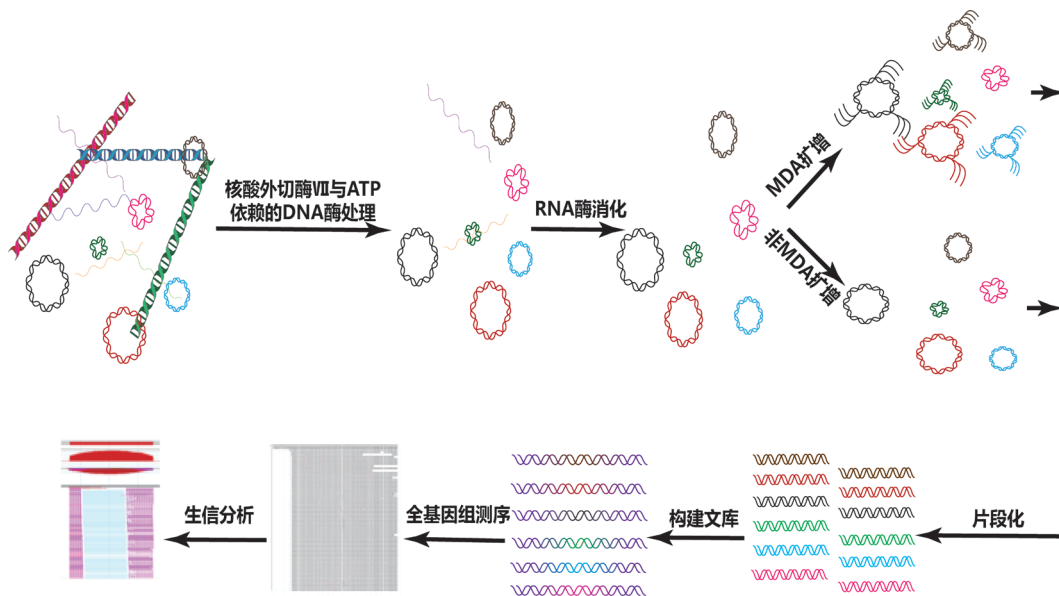 核酸外切酶Ⅶ与ATP
依赖的DNA酶处理
RNA酶消化
MDA扩增
非MDA扩增
生信分析
全基因组测序
构建文库
片段化